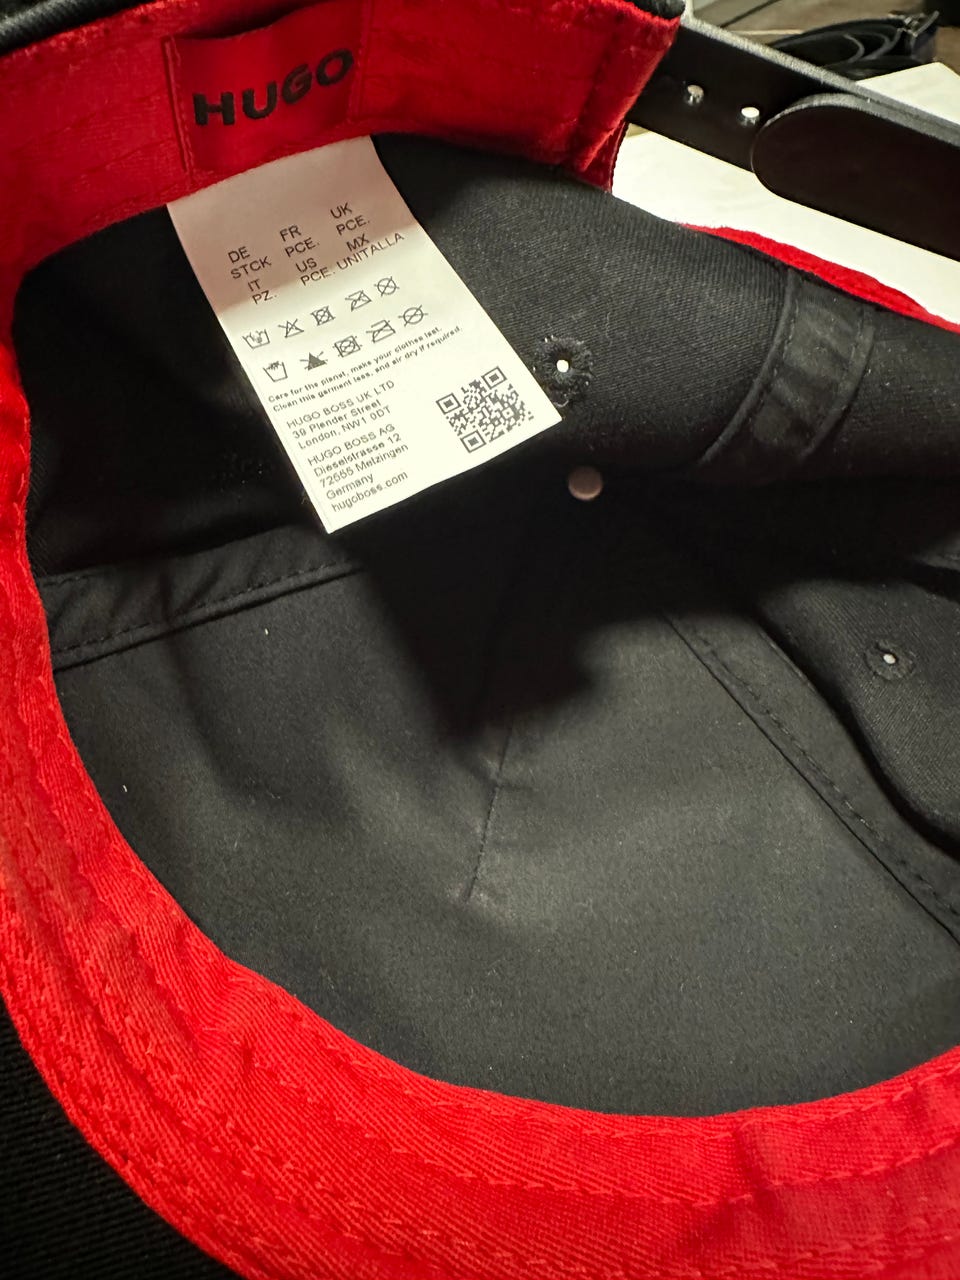 HUGO
DE FR UK
STCK PCE. PCE.
IT US MX
PZ. PCE. UNITALLA
Care for the planet, make your clothes last.
Clean this garment less, and air dry if required.
HUGO BOSS UK LTD
39 Plender Street
London, NW1 0DT
HUGO BOSS AG
Dieselstrasse 12
72555 Metzingen
Germany
hugoboss.com